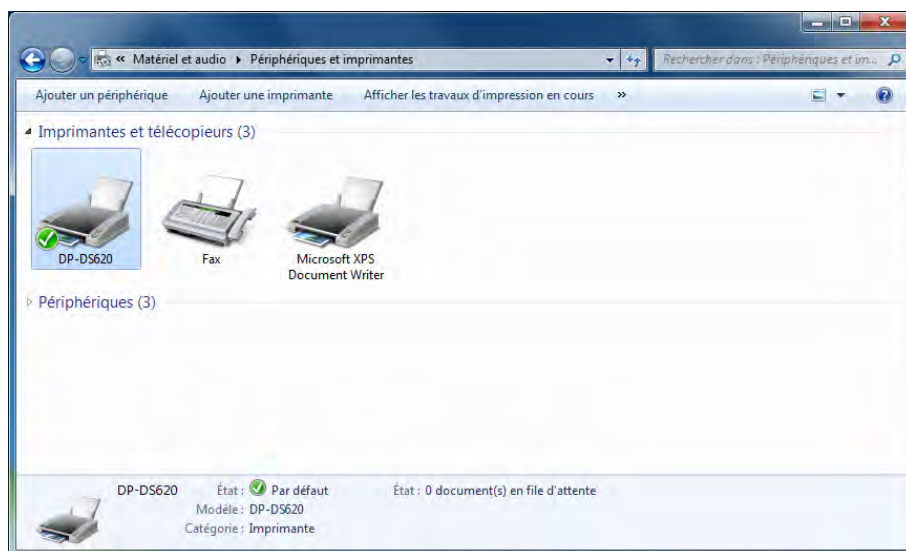 « Matériel et audio ▸ Périphériques et imprimantes
Rechercher dans : Périphériques et im...
Ajouter un périphérique Ajouter une imprimante Afficher les travaux d'impression en cours »
Imprimantes et télécopieurs (3)
DP-DS620
Fax
Microsoft XPS
Document Writer
Périphériques (3)
DP-DS620 État : Par défaut État : 0 document(s) en file d'attente
Modèle : DP-DS620
Catégorie : Imprimante